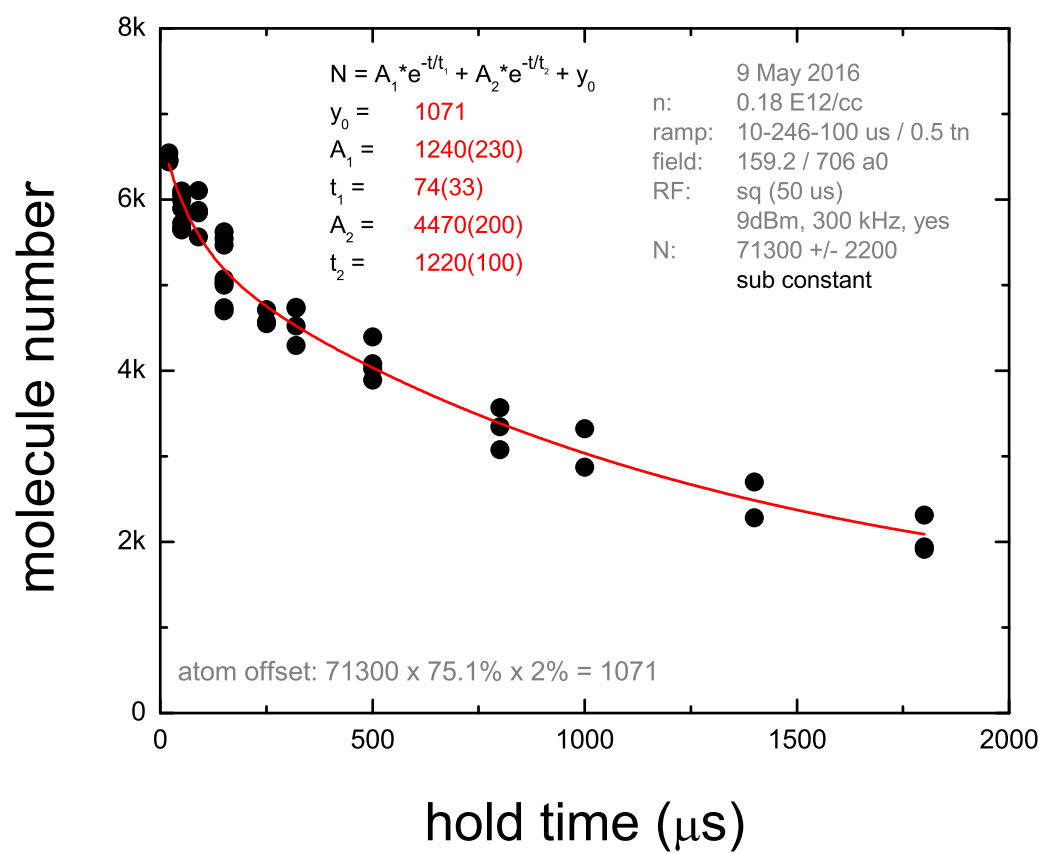 8k
6k
4k
2k
0
0 500 1000 1500 2000
molecule number
hold time (μs)
N = A₁*e^-t/t₁ + A₂*e^-t/t₂ + y₀
y₀ = 1071
A₁ = 1240(230)
t₁ = 74(33)
A₂ = 4470(200)
t₂ = 1220(100)
9 May 2016
n: 0.18 E12/cc
ramp: 10-246-100 us / 0.5 tn
field: 159.2 / 706 a0
RF: sq (50 us)
9dBm, 300 kHz, yes
N: 71300 +/- 2200
sub constant
atom offset: 71300 x 75.1% x 2% = 1071